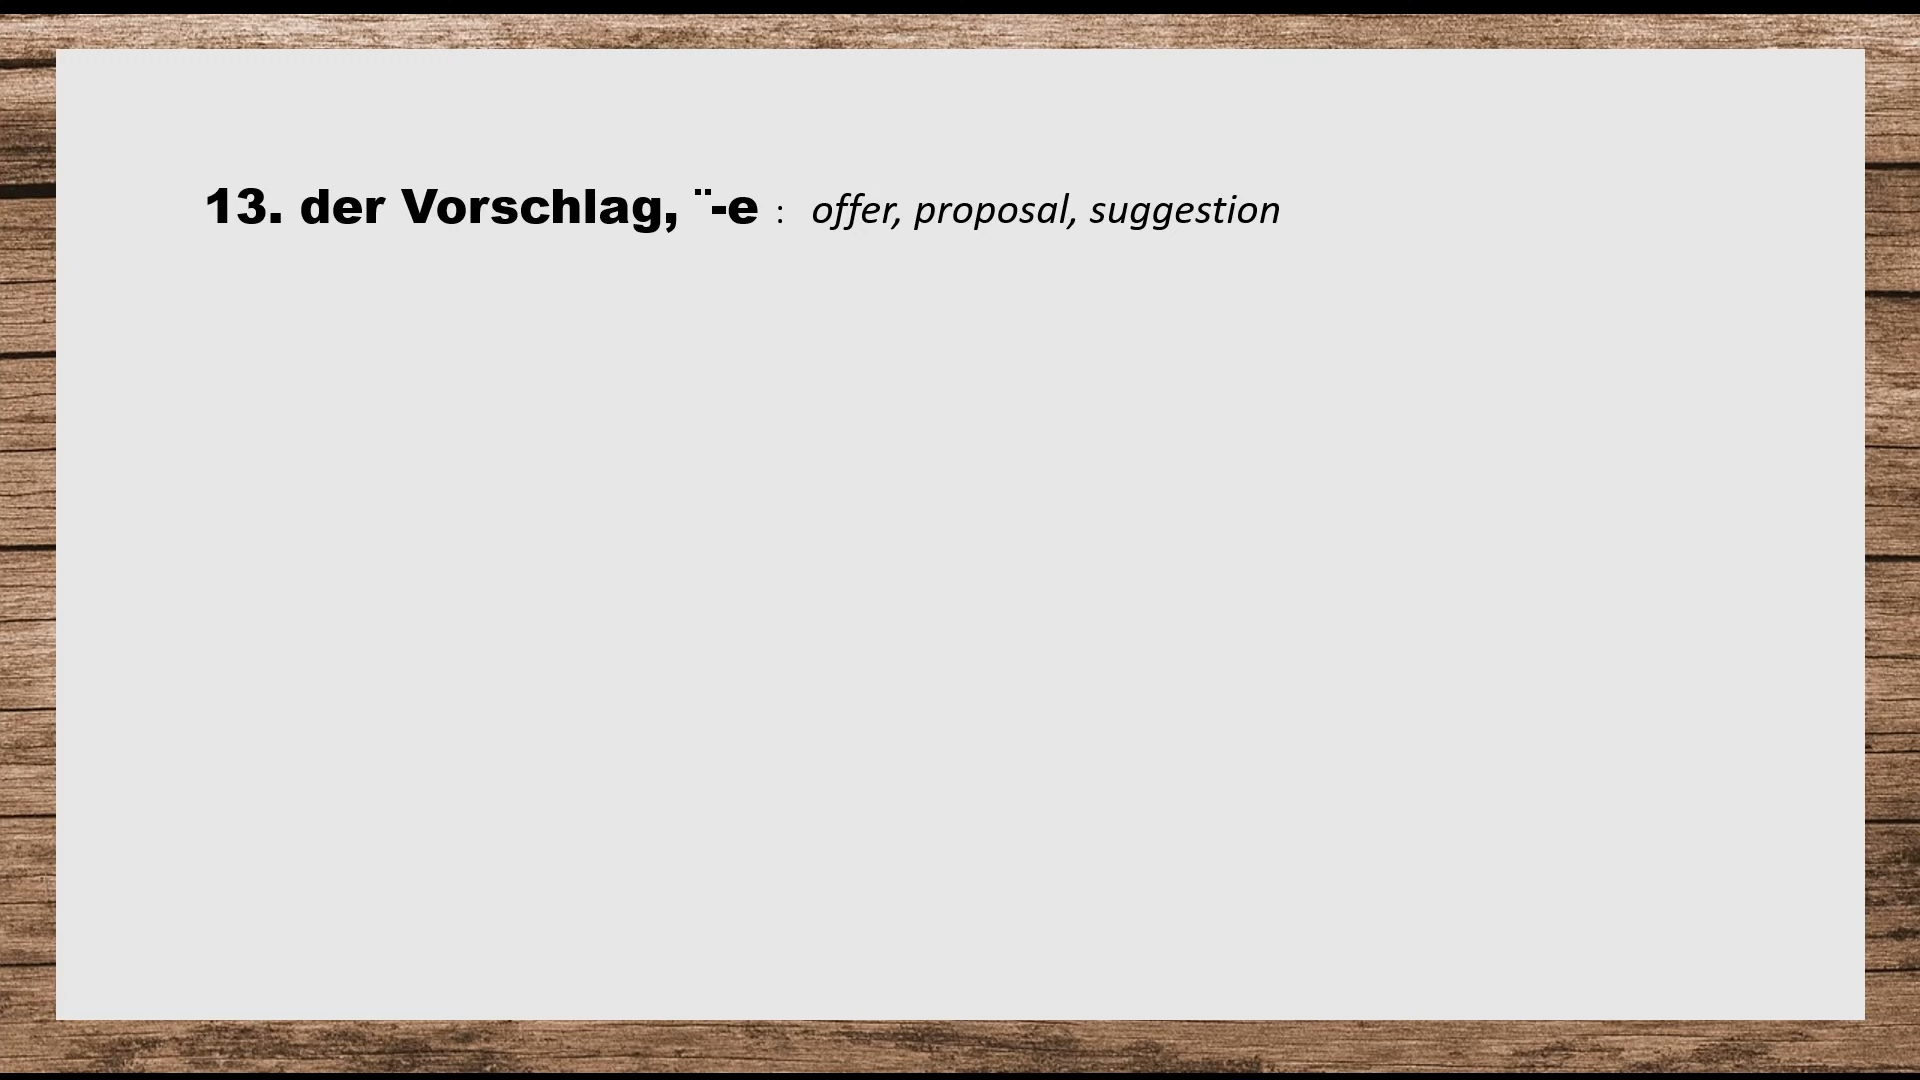 13. der Vorschlag, ¨-e : offer, proposal, suggestion